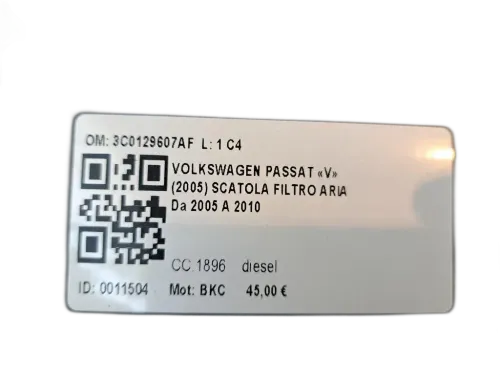 OM: 3C0129607AF L: 1 C4
VOLKSWAGEN PASSAT «V»
(2005) SCATOLA FILTRO ARIA
Da 2005 A 2010
CC 1896 diesel
ID: 0011504 Mot: BKC 45,00 €